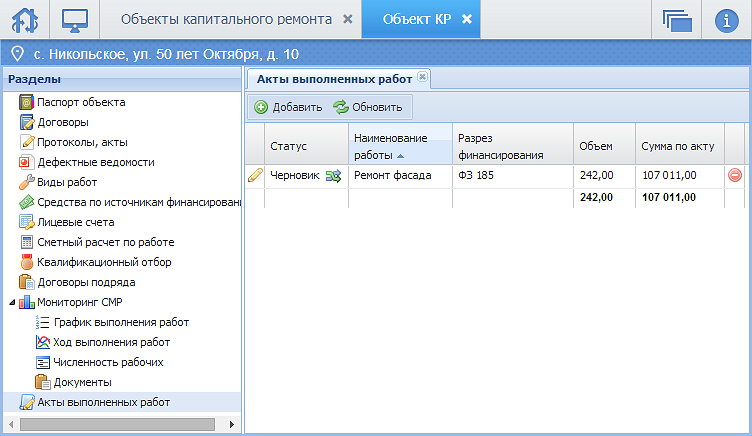 Объекты капитального ремонта
Объект КР
с. Никольское, ул. 50 лет Октября, д. 10
Разделы
Паспорт объекта
Договоры
Протоколы, акты
Дефектные ведомости
Виды работ
Средства по источникам финансирован
Лицевые счета
Сметный расчет по работе
Квалификационный отбор
Договоры подряда
Мониторинг СМР
График выполнения работ
Ход выполнения работ
Численность рабочих
Документы
Акты выполненных работ
Акты выполненных работ
Добавить Обновить
Статус
Наименование работы
Разрез финансирования
Объем
Сумма по акту
Черновик Ремонт фасада ФЗ 185 242,00 107 011,00
242,00 107 011,00